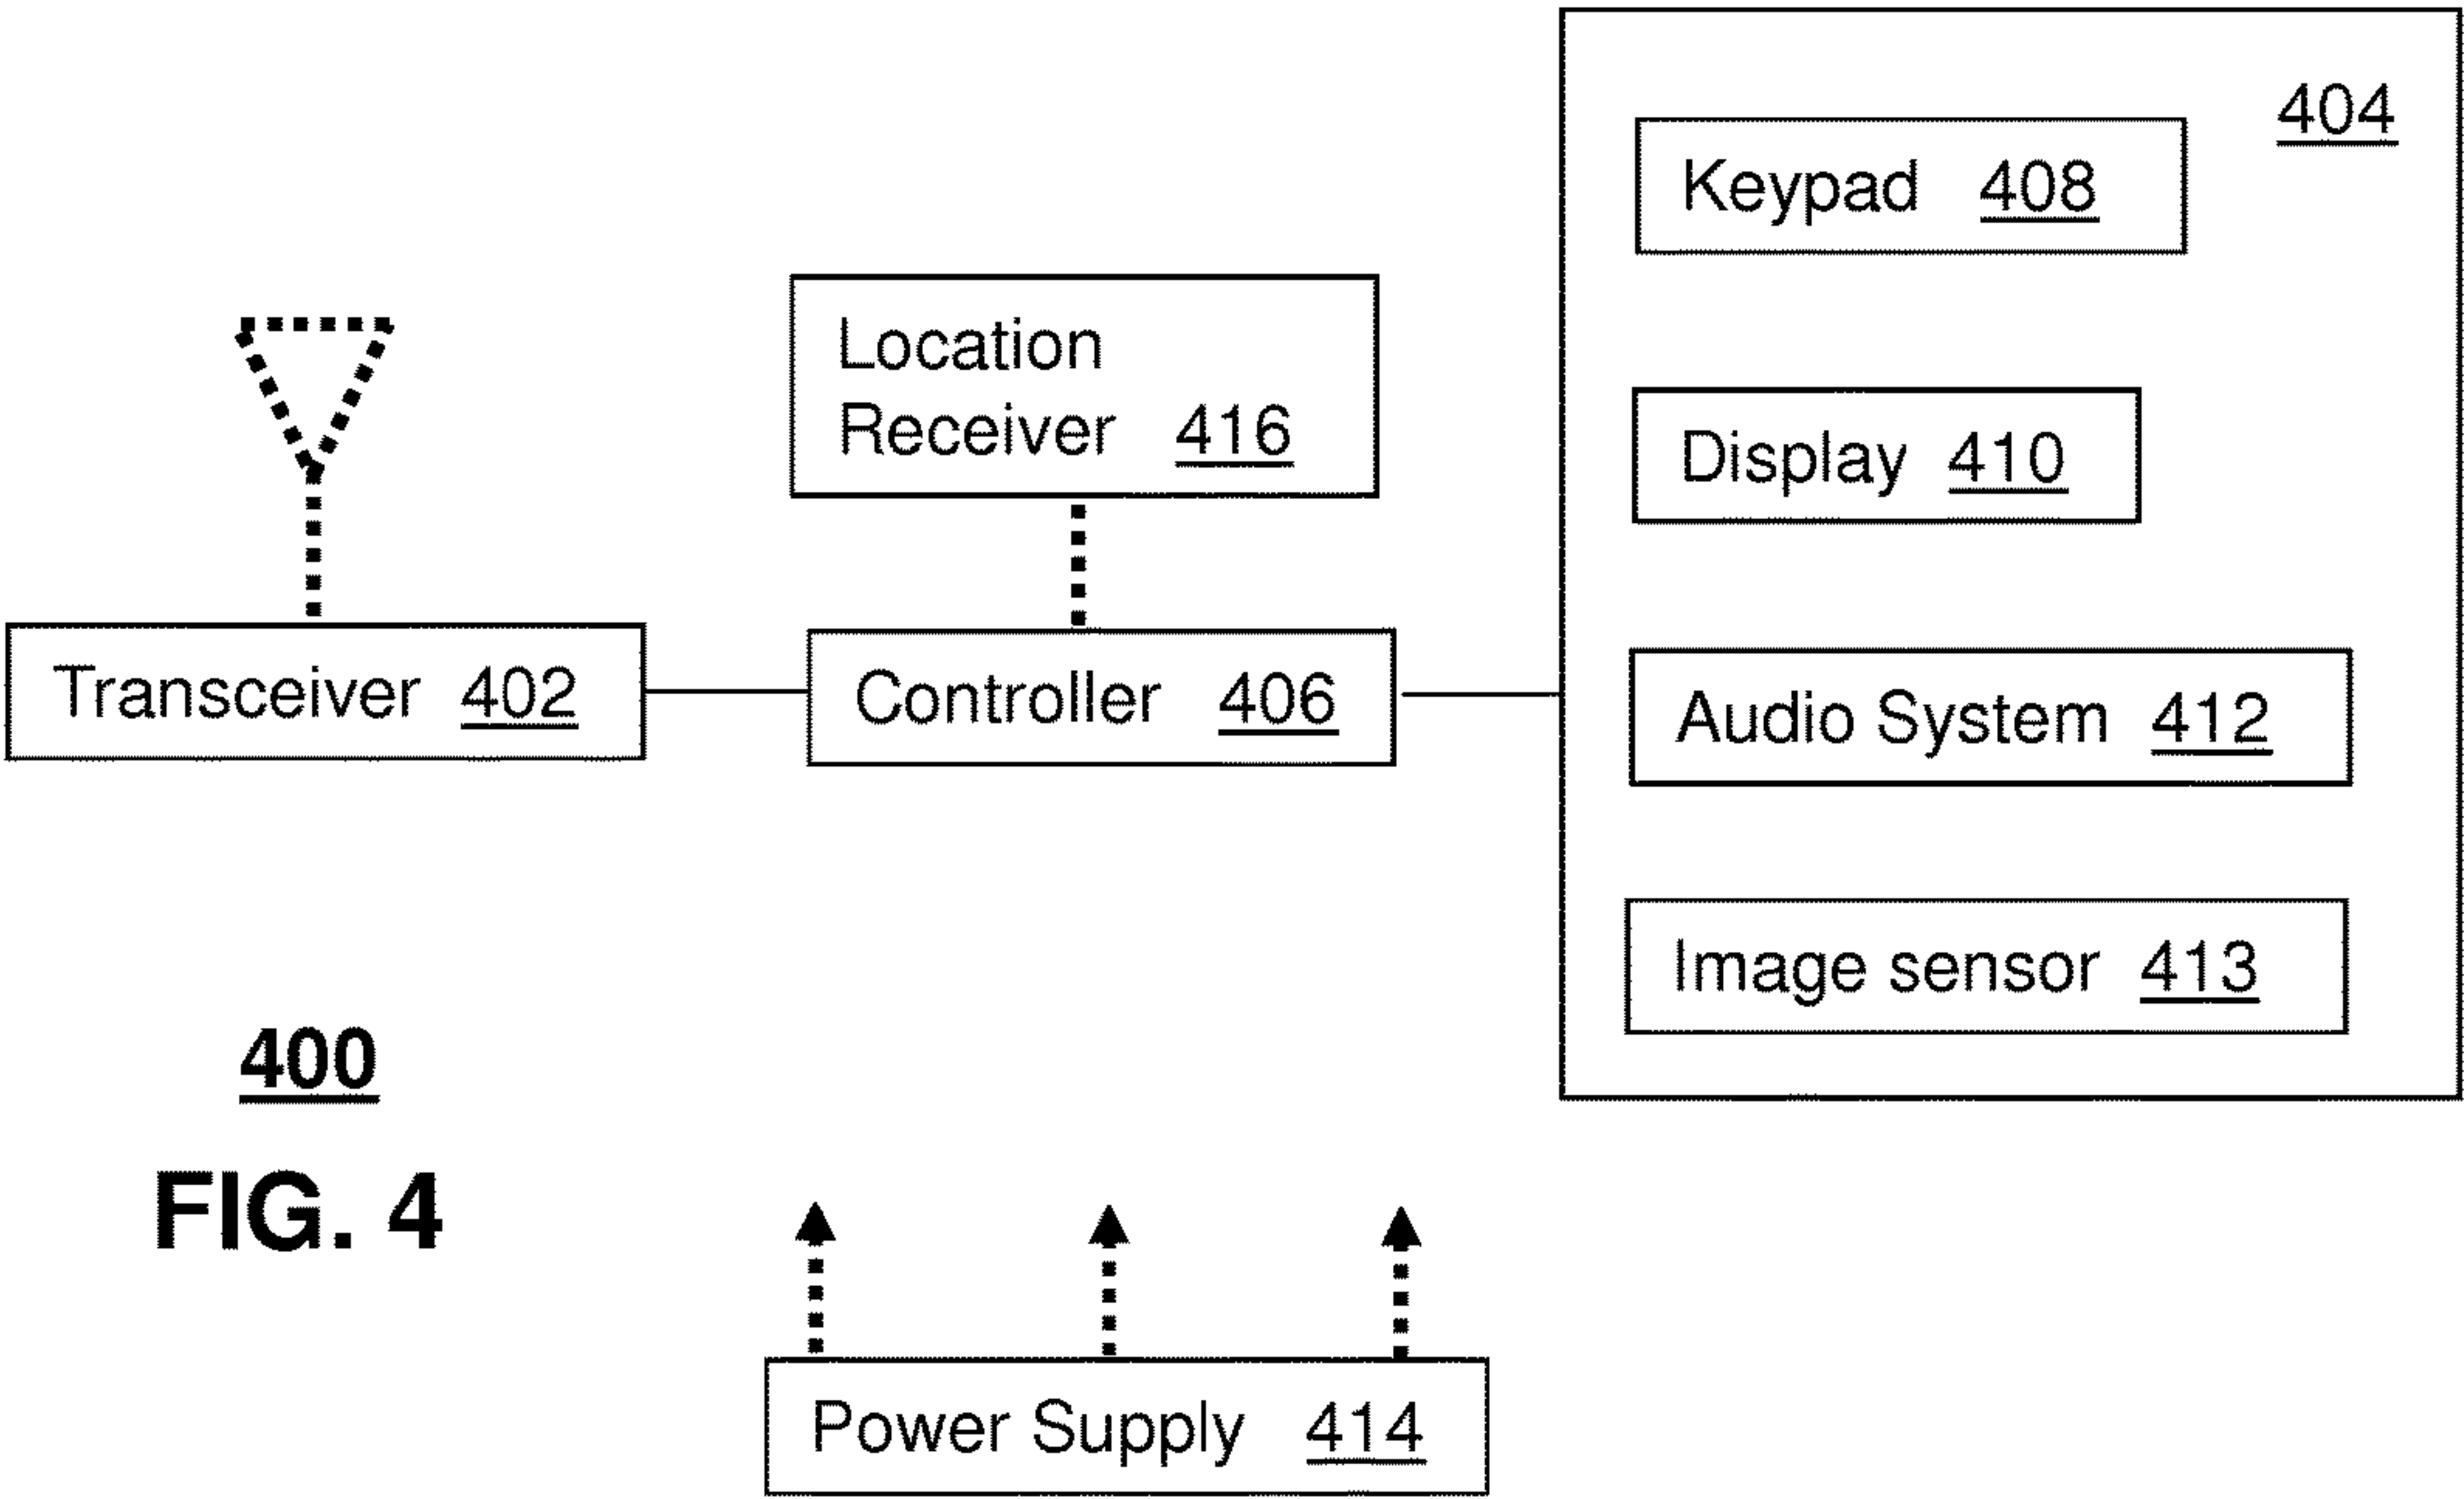 404
Keypad 408
Location
Receiver 416
Display 410
Transceiver 402
Controller 406
Audio System 412
Image sensor 413
400
FIG. 4
Power Supply 414